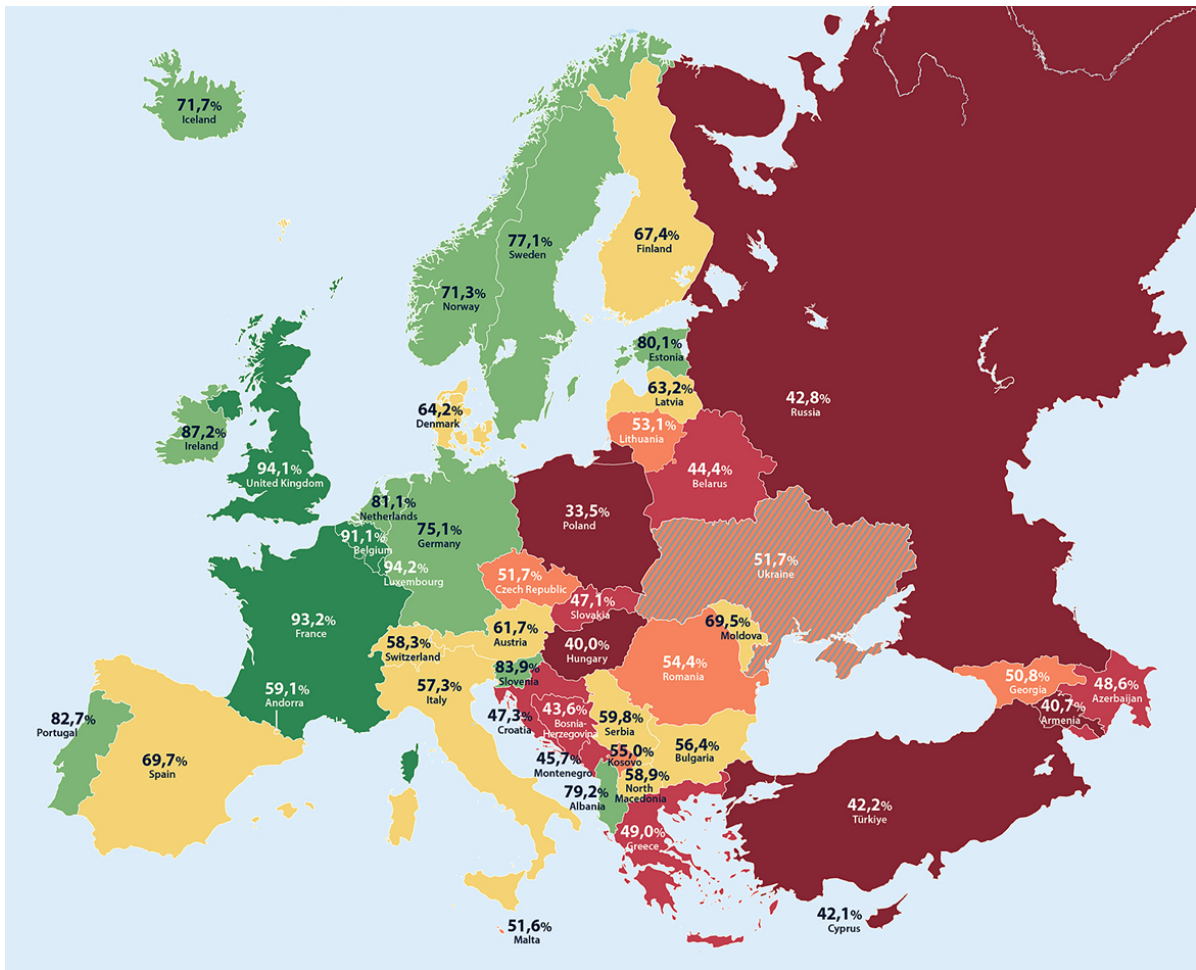 71,7%
Iceland
77,1%
Sweden
67,4%
Finland
71,3%
Norway
80,1%
Estonia
63,2%
Latvia
42,8%
Russia
64,2%
Denmark
53,1%
Lithuania
87,2%
Ireland
94,1%
United Kingdom
44,4%
Belarus
81,1%
Netherlands
33,5%
Poland
75,1%
Germany
91,1%
Belgium
51,7%
Ukraine
94,2%
Luxembourg
51,7%
Czech Republic
47,1%
Slovakia
93,2%
France
61,7%
Austria
69,5%
Moldova
58,3%
Switzerland
40,0%
Hungary
83,9%
Slovenia
54,4%
Romania
57,3%
Italy
50,8%
Georgia
48,6%
Azerbaijan
59,1%
Andorra
47,3%
Croatia
43,6%
Bosnia-
Herzegovina
59,8%
Serbia
40,7%
Armenia
82,7%
Portugal
55,0%
Kosovo
56,4%
Bulgaria
69,7%
Spain
45,7%
Montenegro
58,9%
North
Macedonia
79,2%
Albania
42,2%
Türkiye
49,0%
Greece
51,6%
Malta
42,1%
Cyprus